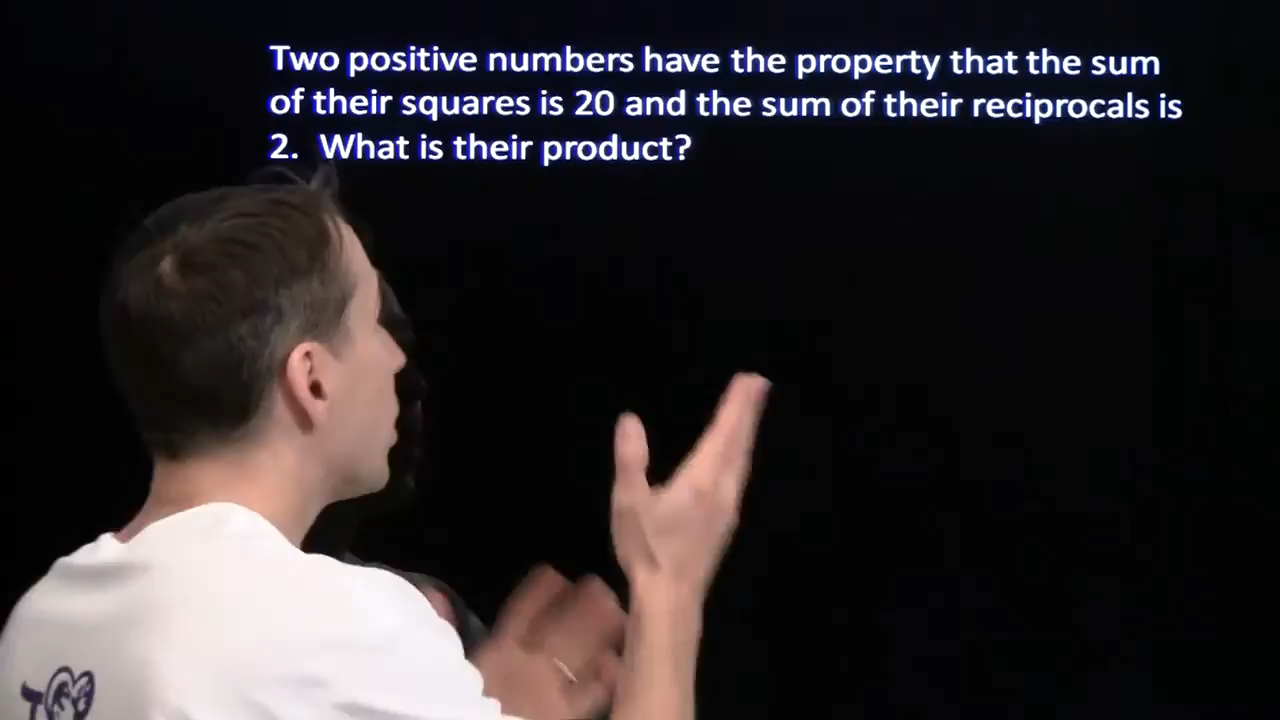 Two positive numbers have the property that the sum
of their squares is 20 and the sum of their reciprocals is
2. What is their product?